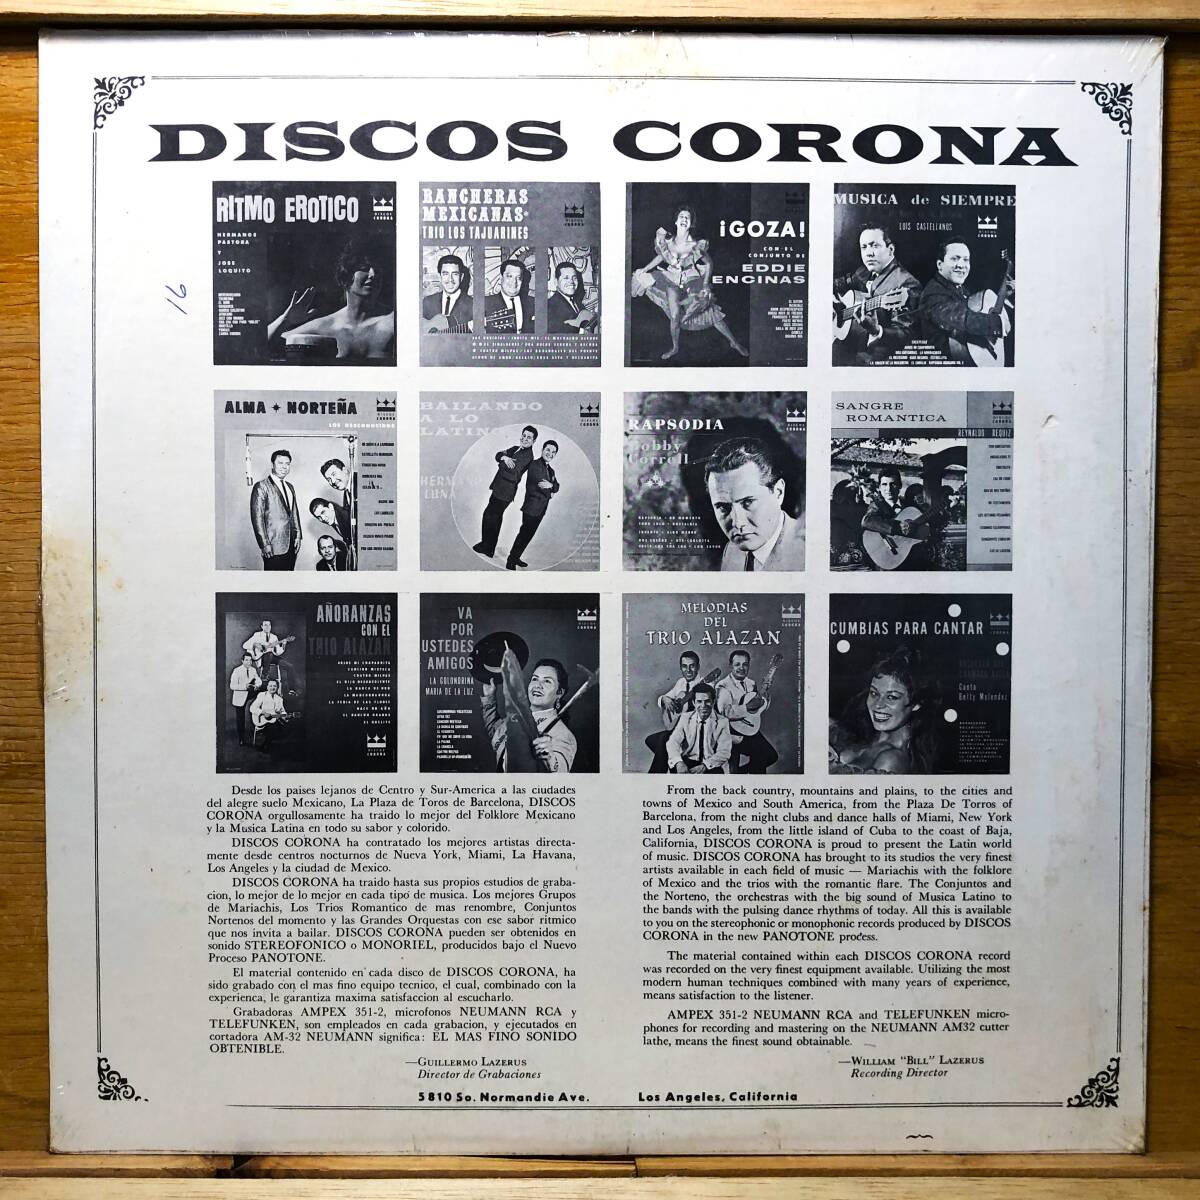 DISCOS CORONA
RITMO EROTICO
HERMANOS
PASTORA
Y
JOSE
LOQUITO
DISCOS
CORONA
RANCHERAS
MEXICANAS
TRIO LOS TAJUARINES
¡GOZA!
CON EL
CONJUNTO DE
EDDIE
ENCINAS
MUSICA de SIEMPRE
LUIS CASTELLANOS
16
ALMA NORTEÑA
LOS DESCONOCIDOS
BAILANDO
A LO
LATINO
HERMANOS
LUNA
RAPSODIA
Bobby
Correll
SANGRE
ROMANTICA
REYNALDO REQUIZ
AÑORANZAS
CON EL
TRIO ALAZAN
VA
POR
USTEDES,
AMIGOS
LA GOLONDRINA
MARIA DE LA LUZ
MELODIAS
DEL
TRIO ALAZAN
CUMBIAS PARA CANTAR
Canta
Betty Melendez
Desde los paises lejanos de Centro y Sur-America a las ciudades
del alegre suelo Mexicano, La Plaza de Toros de Barcelona, DISCOS
CORONA orgullosamente ha traido lo mejor del Folklore Mexicano
y la Musica Latina en todo su sabor y colorido.
DISCOS CORONA ha contratado los mejores artistas directa-
mente desde centros nocturnos de Nueva York, Miami, La Havana,
Los Angeles y la ciudad de Mexico.
DISCOS CORONA ha traido hasta sus propios estudios de graba-
cion, lo mejor de lo mejor en cada tipo de musica. Los mejores Grupos
de Mariachis, Los Trios Romantico de mas renombre, Conjuntos
Nortenos del momento y las Grandes Orquestas con ese sabor ritmico
que nos invita a bailar. DISCOS CORONA pueden ser obtenidos en
sonido STEREOFONICO o MONORIEL, producidos bajo el Nuevo
Proceso PANOTONE.
El material contenido en cada disco de DISCOS CORONA, ha
sido grabado con el mas fino equipo tecnico, el cual, combinado con la
experienca, le garantiza maxima satisfaccion al escucharlo.
Grabadoras AMPEX 351-2, microfonos NEUMANN RCA y
TELEFUNKEN, son empleados en cada grabacion, y ejecutados en
cortadora AM-32 NEUMANN significa: EL MAS FINO SONIDO
OBTENIBLE.
—GUILLERMO LAZERUS
Director de Grabaciones
From the back country, mountains and plains, to the cities and
towns of Mexico and South America, from the Plaza De Torros of
Barcelona, from the night clubs and dance halls of Miami, New York
and Los Angeles, from the little island of Cuba to the coast of Baja,
California, DISCOS CORONA is proud to present the Latin world
of music. DISCOS CORONA has brought to its studios the very finest
artists available in each field of music — Mariachis with the folklore
of Mexico and the trios with the romantic flare. The Conjuntos and
the Norteno, the orchestras with the big sound of Musica Latino to
the bands with the pulsing dance rhythms of today. All this is available
to you on the stereophonic or monophonic records produced by DISCOS
CORONA in the new PANOTONE process.
The material contained within each DISCOS CORONA record
was recorded on the very finest equipment available. Utilizing the most
modern human techniques combined with many years of experience,
means satisfaction to the listener.
AMPEX 351-2 NEUMANN RCA and TELEFUNKEN micro-
phones for recording and mastering on the NEUMANN AM32 cutter
lathe, means the finest sound obtainable.
—WILLIAM "BILL" LAZERUS
Recording Director
5810 So. Normandie Ave. Los Angeles, California